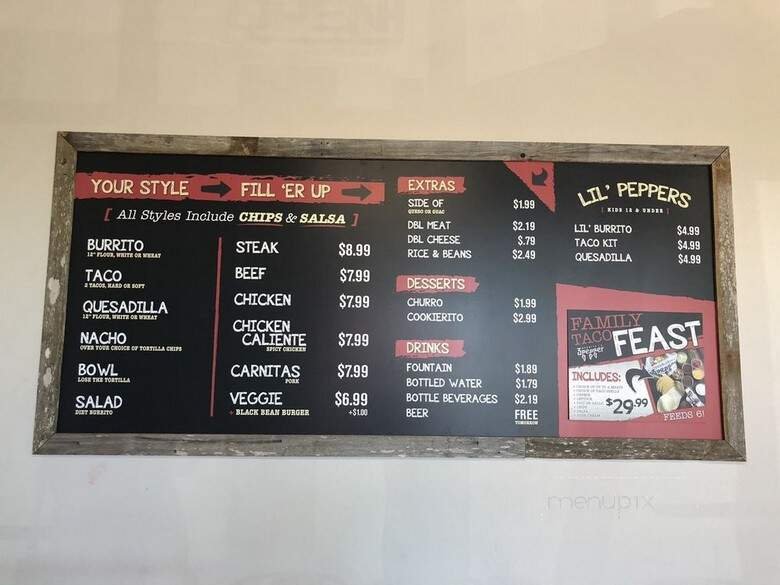 YOUR STYLE FILL 'ER UP
[ All Styles Include CHIPS & SALSA ]
BURRITO
12" FLOUR, WHITE OR WHEAT
TACO
2 TACOS, HARD OR SOFT
QUESADILLA
12" FLOUR, WHITE OR WHEAT
NACHO
OVER YOUR CHOICE OF TORTILLA CHIPS
BOWL
LOSE THE TORTILLA
SALAD
DIET BURRITO
STEAK $8.99
BEEF $7.99
CHICKEN $7.99
CHICKEN
CALIENTE $7.99
SPICY CHICKEN
CARNITAS $7.99
PORK
VEGGIE $6.99
+ BLACK BEAN BURGER +$1.00
EXTRAS
SIDE OF $1.99
QUESO OR GUAC
DBL MEAT $2.19
DBL CHEESE $.79
RICE & BEANS $2.49
DESSERTS
CHURRO $1.99
COOKIERITO $2.99
DRINKS
FOUNTAIN $1.89
BOTTLED WATER $1.79
BOTTLE BEVERAGES $2.19
BEER FREE
TOMORROW
LIL' PEPPERS
[ KIDS 12 & UNDER ]
LIL' BURRITO $4.99
TACO KIT $4.99
QUESADILLA $4.99
FAMILY
TACO
FEAST
3pepper
INCLUDES:
$29.99
FEEDS 6!
menupix